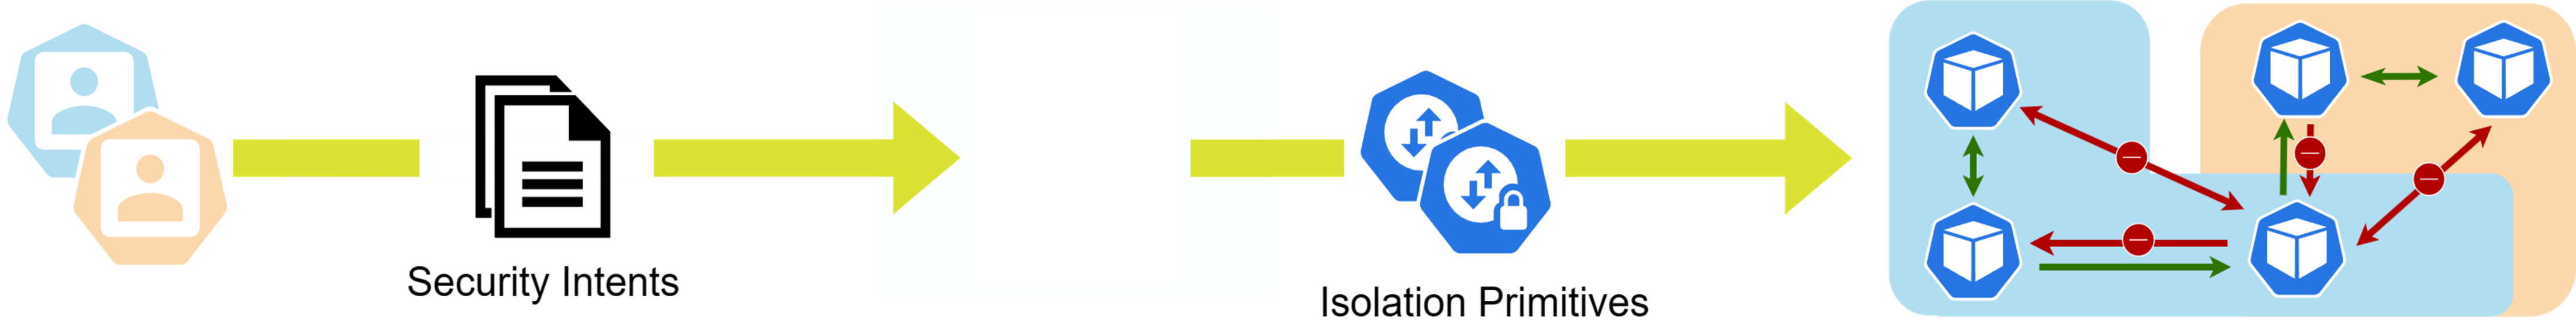 Security Intents
Isolation Primitives